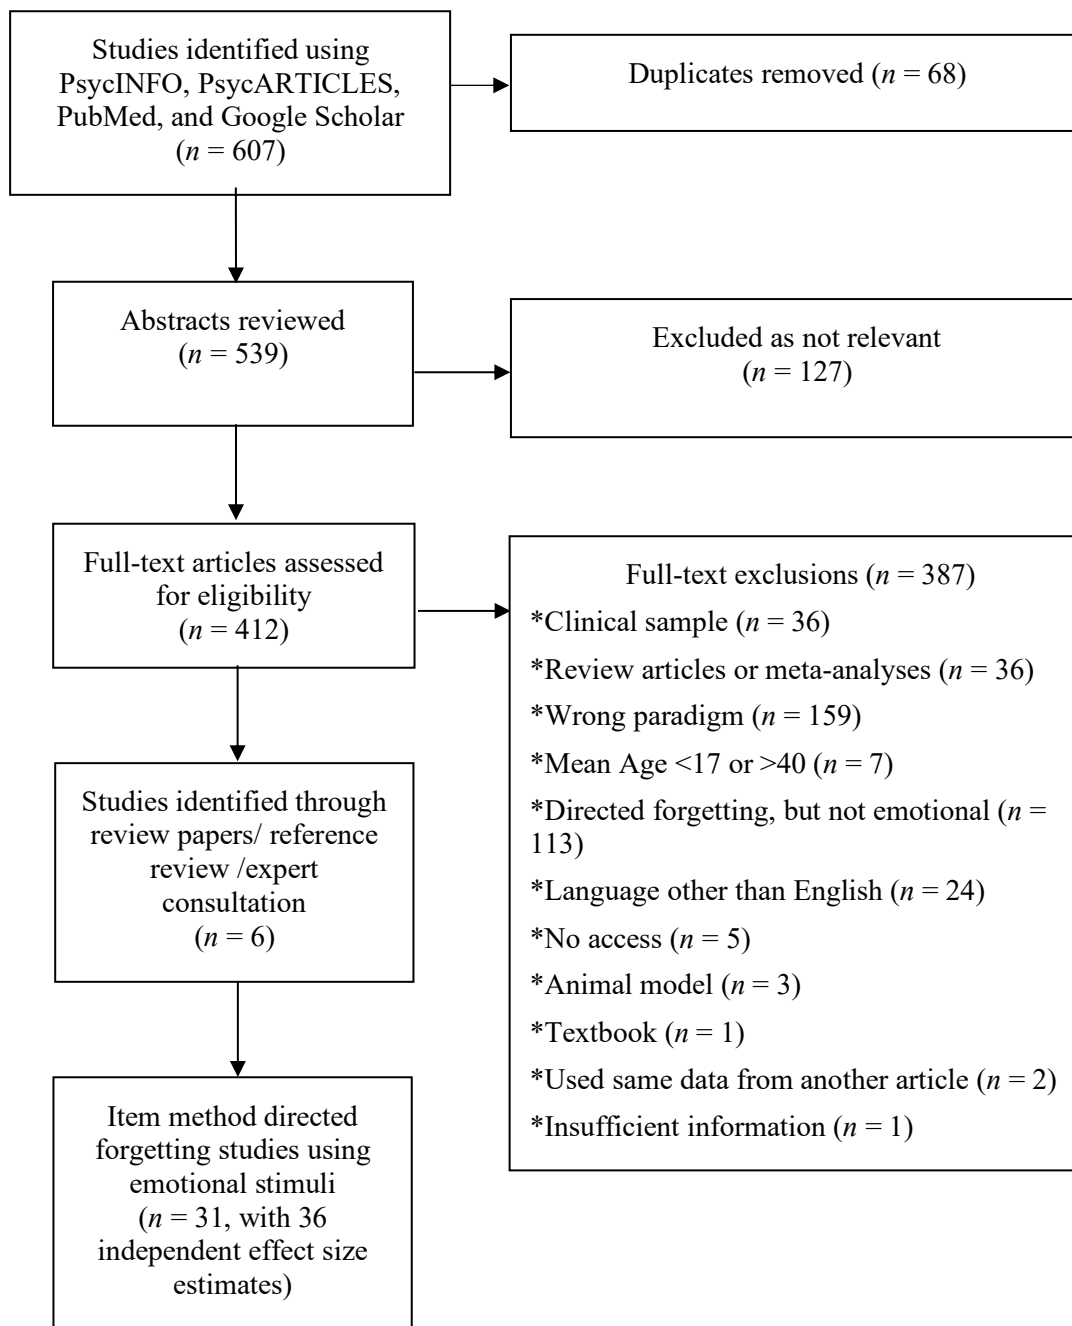 Studies identified using
PsycINFO, PsycARTICLES,
PubMed, and Google Scholar
(n = 607)
Duplicates removed (n = 68)
Abstracts reviewed
(n = 539)
Excluded as not relevant
(n = 127)
Full-text articles assessed
for eligibility
(n = 412)
Full-text exclusions (n = 387)
*Clinical sample (n = 36)
*Review articles or meta-analyses (n = 36)
*Wrong paradigm (n = 159)
*Mean Age <17 or >40 (n = 7)
*Directed forgetting, but not emotional (n =
113)
*Language other than English (n = 24)
*No access (n = 5)
*Animal model (n = 3)
*Textbook (n = 1)
*Used same data from another article (n = 2)
*Insufficient information (n = 1)
Studies identified through
review papers/ reference
review /expert
consultation
(n = 6)
Item method directed
forgetting studies using
emotional stimuli
(n = 31, with 36
independent effect size
estimates)